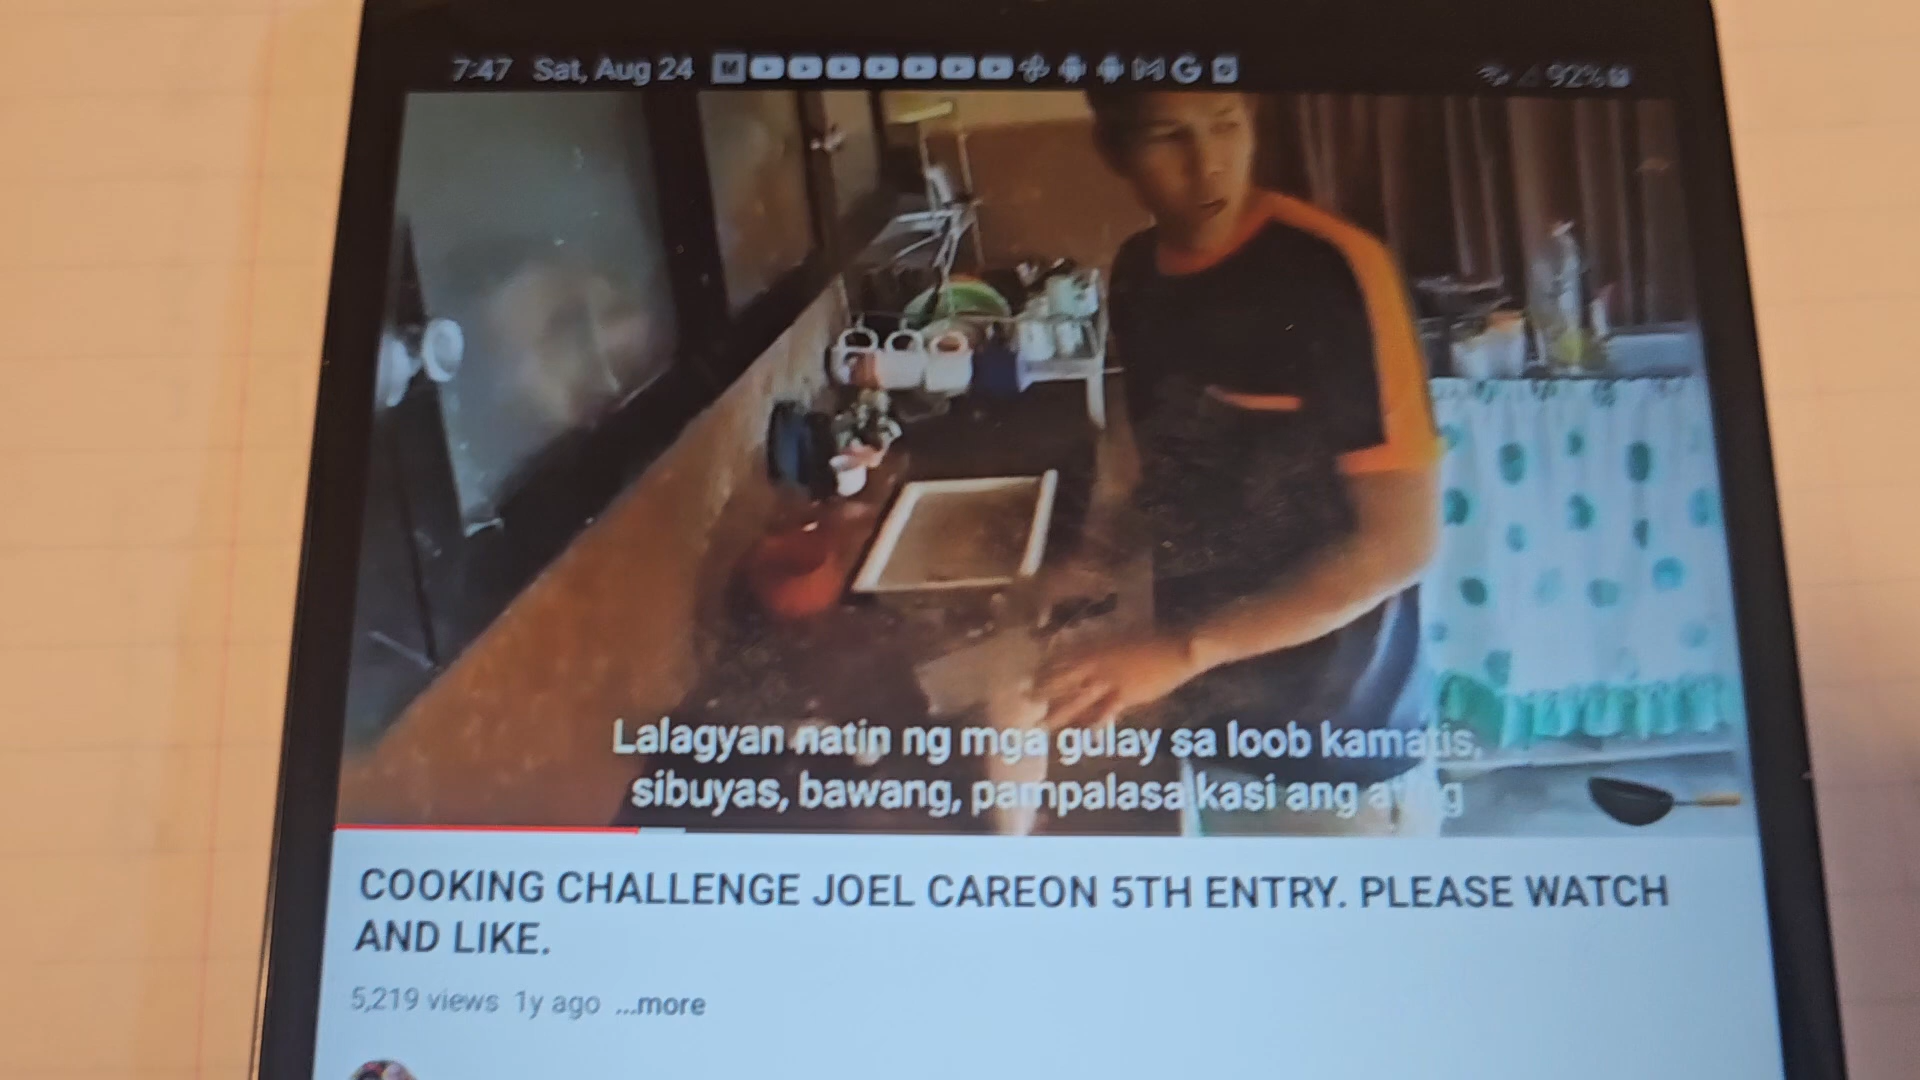 7:47 Sat, Aug 24
92%
Lalagyan natin ng mga gulay sa loob kamatis,
sibuyas, bawang, pampalasa kasi ang ating
COOKING CHALLENGE JOEL CAREON 5TH ENTRY. PLEASE WATCH
AND LIKE.
5,219 views 1y ago ...more